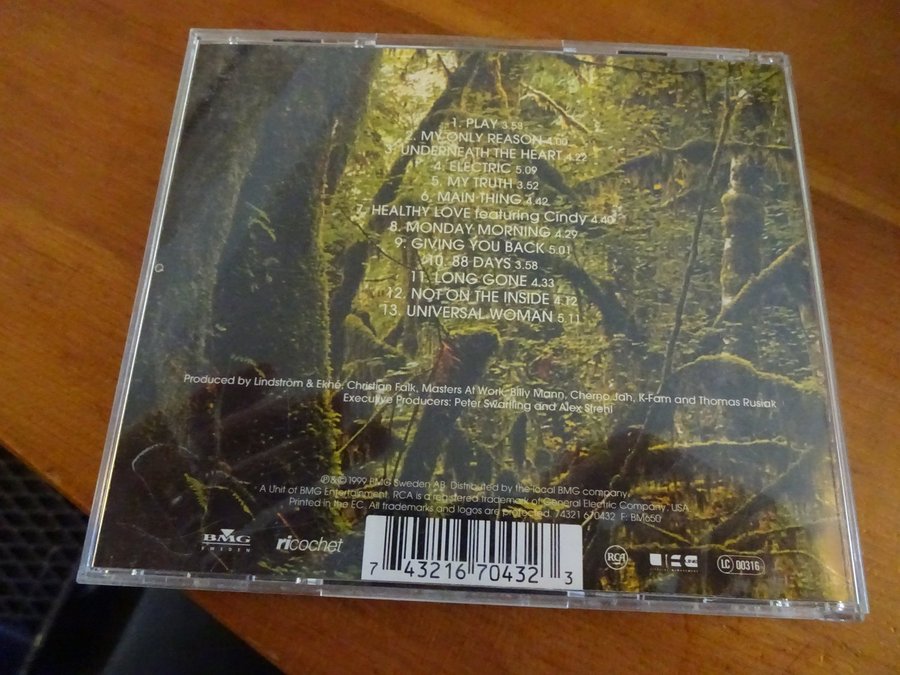 1. PLAY 3.58
2. MY ONLY REASON 4.00
3. UNDERNEATH THE HEART 4.22
4. ELECTRIC 5.09
5. MY TRUTH 3.52
6. MAIN THING 4.42
7. HEALTHY LOVE featuring Cindy 4.40
8. MONDAY MORNING 4.29
9. GIVING YOU BACK 5.01
10. 88 DAYS 3.58
11. LONG GONE 4.33
12. NOT ON THE INSIDE 4.12
13. UNIVERSAL WOMAN 5.11
Produced by Lindström & Ekhé, Christian Falk, Masters At Work, Billy Mann, Cherno Jah, K-Fam and Thomas Rusiak
Executive Producers: Peter Swartling and Alex Strehl
℗&© 1999 BMG Sweden AB. Distributed by the local BMG company.
A Unit of BMG Entertainment. RCA is a registered trademark of General Electric Company, USA
Printed in the EC. All trademarks and logos are protected. 74321 670432 F: BM650
BMG
SWEDEN
ricochet
7 43216 70432 3
RCA
LC 00316